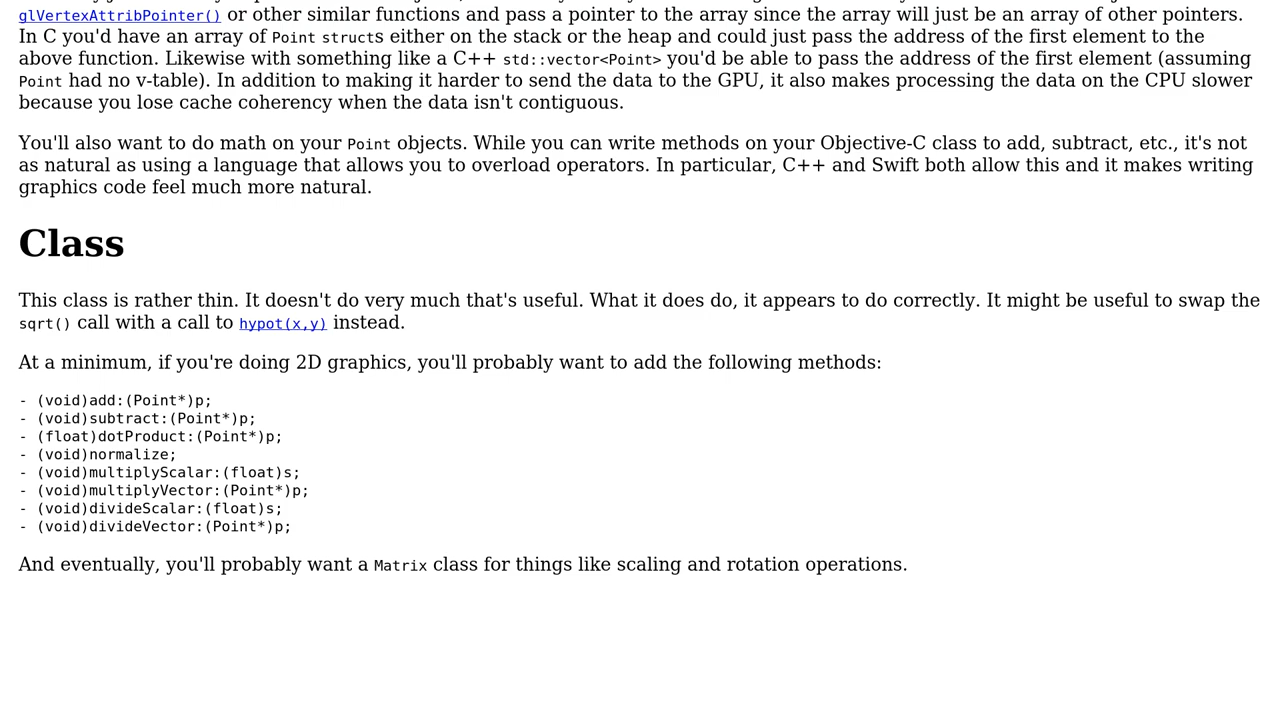 glVertexAttribPointer() or other similar functions and pass a pointer to the array since the array will just be an array of other pointers.
In C you'd have an array of Point structs either on the stack or the heap and could just pass the address of the first element to the
above function. Likewise with something like a C++ std::vector<Point> you'd be able to pass the address of the first element (assuming
Point had no v-table). In addition to making it harder to send the data to the GPU, it also makes processing the data on the CPU slower
because you lose cache coherency when the data isn't contiguous.
You'll also want to do math on your Point objects. While you can write methods on your Objective-C class to add, subtract, etc., it's not
as natural as using a language that allows you to overload operators. In particular, C++ and Swift both allow this and it makes writing
graphics code feel much more natural.
Class
This class is rather thin. It doesn't do very much that's useful. What it does do, it appears to do correctly. It might be useful to swap the
sqrt() call with a call to hypot(x,y) instead.
At a minimum, if you're doing 2D graphics, you'll probably want to add the following methods:
- (void)add:(Point*)p;
- (void)subtract:(Point*)p;
- (float)dotProduct:(Point*)p;
- (void)normalize;
- (void)multiplyScalar:(float)s;
- (void)multiplyVector:(Point*)p;
- (void)divideScalar:(float)s;
- (void)divideVector:(Point*)p;
And eventually, you'll probably want a Matrix class for things like scaling and rotation operations.